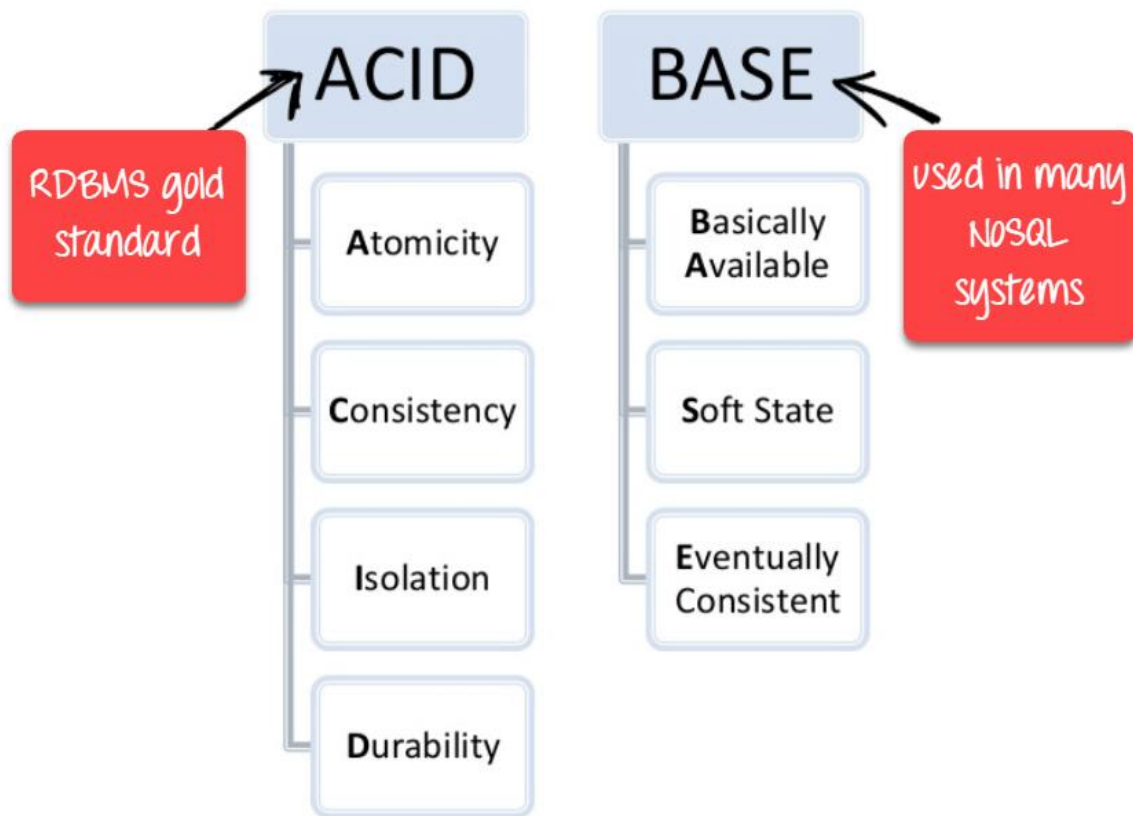 ACID
BASE
RDBMS gold
standard
used in many
NoSQL
systems
Atomicity
Consistency
Isolation
Durability
Basically
Available
Soft State
Eventually
Consistent